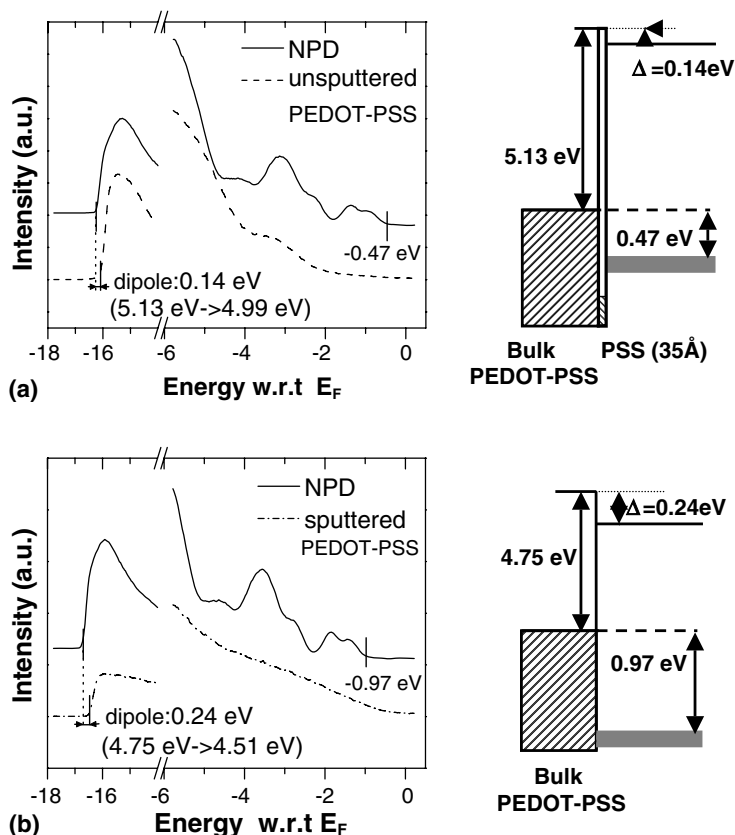 Intensity (a.u.)
NPD
unsputtered
PEDOT-PSS
-0.47 eV
dipole:0.14 eV
(5.13 eV->4.99 eV)
-18 -16 -6 -4 -2 0
(a)
Energy w.r.t E_F
Δ=0.14eV
5.13 eV
0.47 eV
Bulk PSS (35Å)
PEDOT-PSS
Intensity (a.u.)
NPD
sputtered
PEDOT-PSS
-0.97 eV
dipole:0.24 eV
(4.75 eV->4.51 eV)
-18 -16 -6 -4 -2 0
(b)
Energy w.r.t E_F
Δ=0.24eV
4.75 eV
0.97 eV
Bulk
PEDOT-PSS